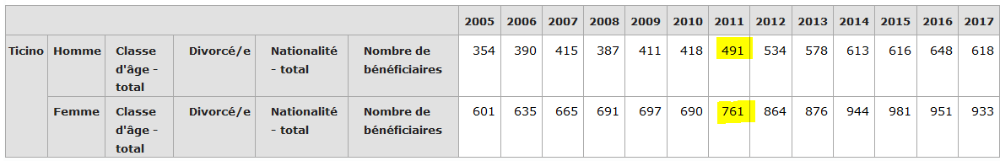 2005 2006 2007 2008 2009 2010 2011 2012 2013 2014 2015 2016 2017
Ticino Homme Classe d'âge - total Divorcé/e Nationalité - total Nombre de bénéficiaires 354 390 415 387 411 418 491 534 578 613 616 648 618
Femme Classe d'âge - total Divorcé/e Nationalité - total Nombre de bénéficiaires 601 635 665 691 697 690 761 864 876 944 981 951 933